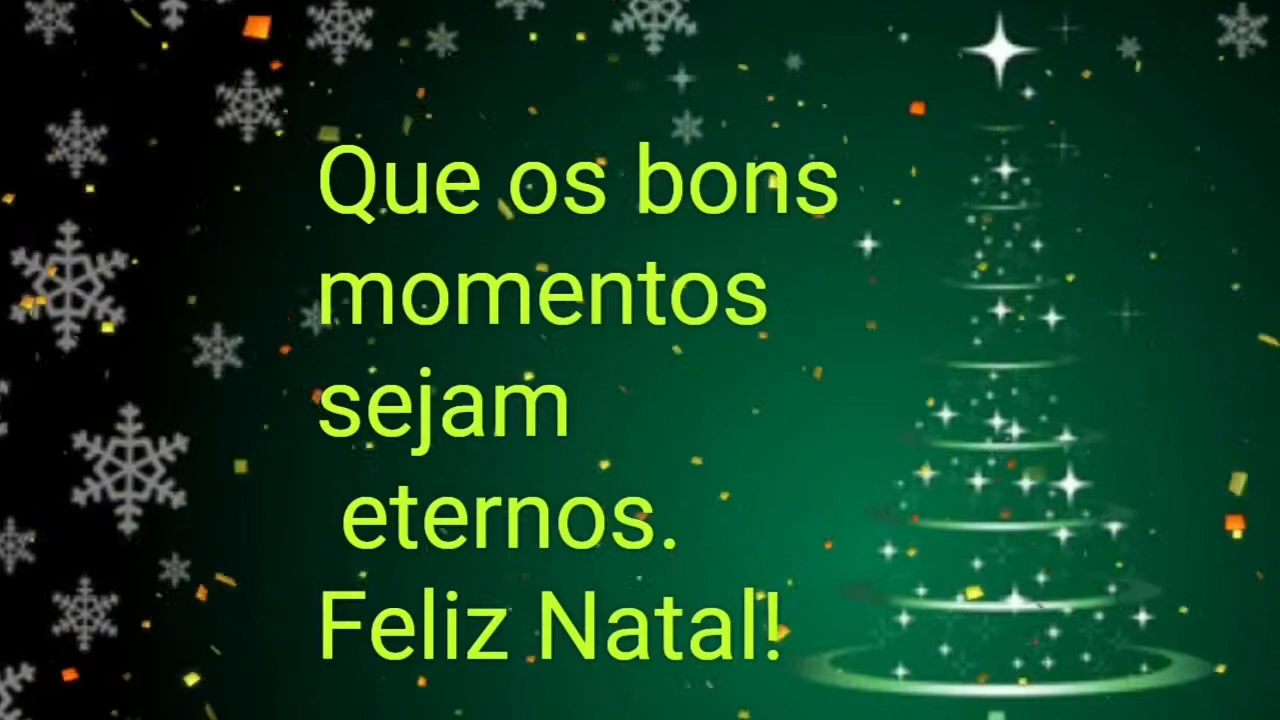 Que os bons
momentos
sejam
eternos.
Feliz Natal!